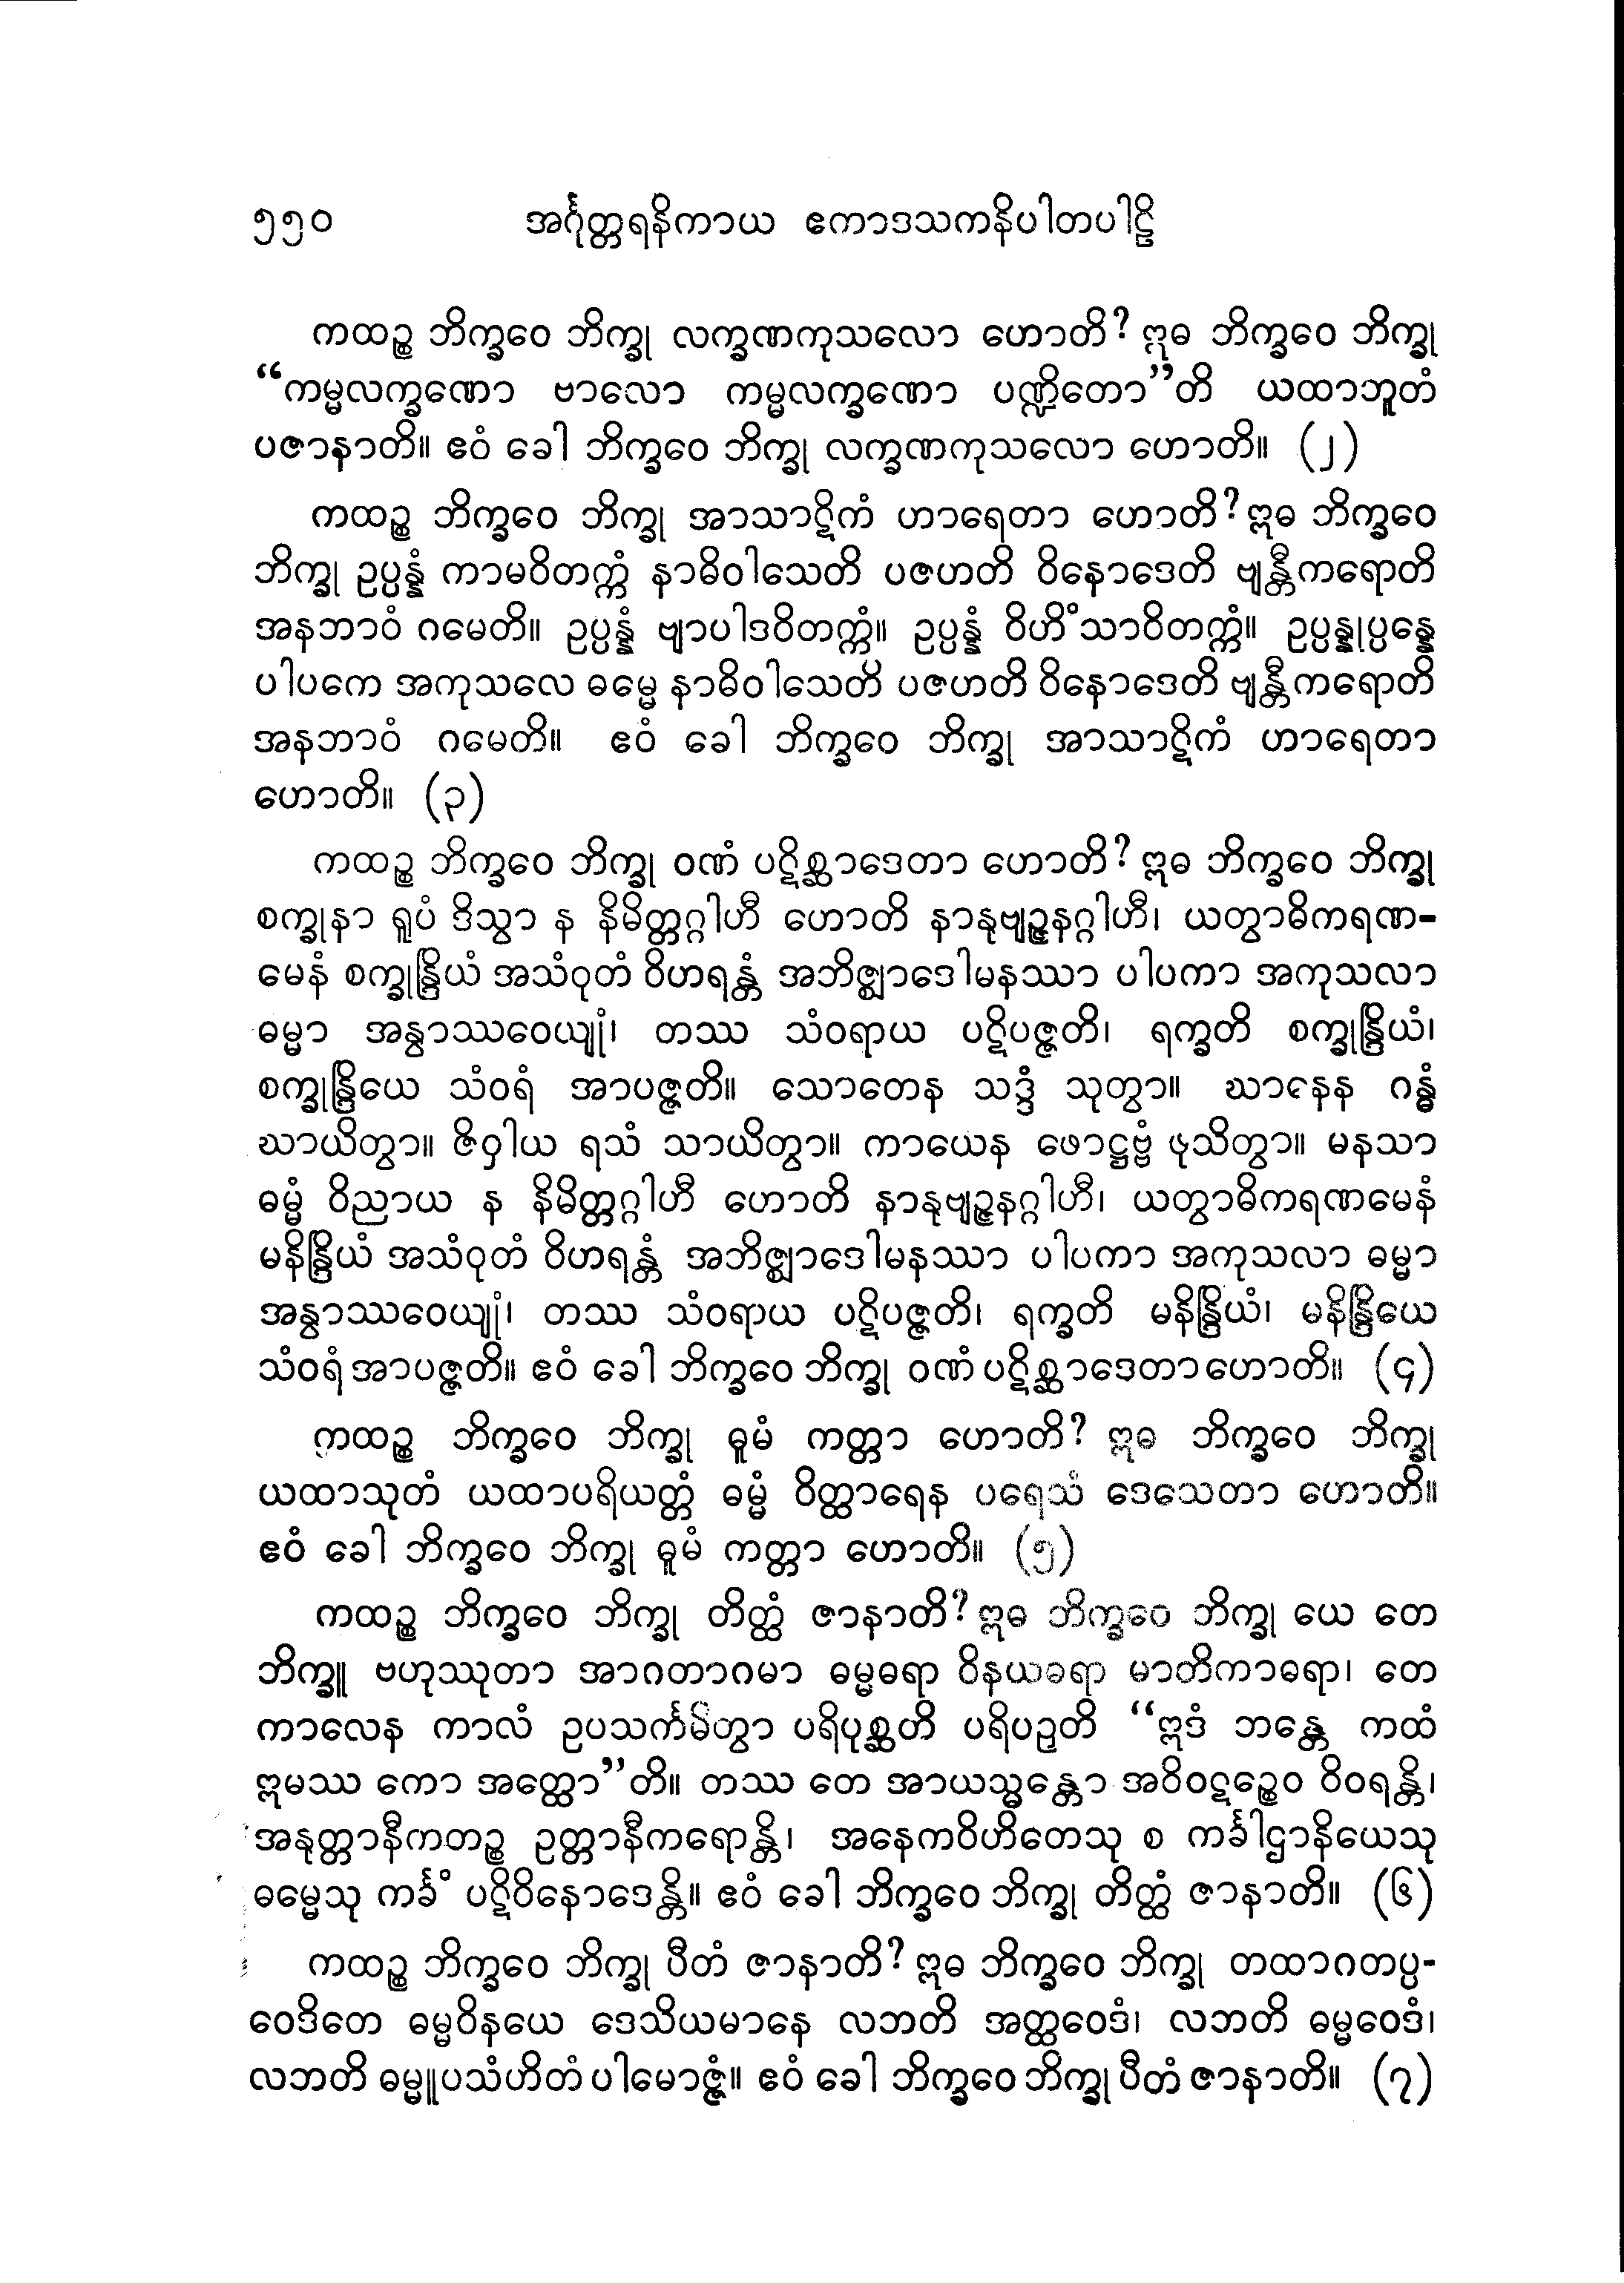 ၅၅၀ အင်္ဂုတ္တရနိကာယ ဧကာဒသကနိပါတပါဠိ
ကထဉ္စ ဘိက္ခဝေ ဘိက္ခု လက္ခဏကုသလော ဟောတိ? ဣဓ ဘိက္ခဝေ ဘိက္ခု
“ကမ္မလက္ခဏော ဗာလော ကမ္မလက္ခဏော ပဏ္ဍိတော”တိ ယထာဘူတံ
ပဇာနာတိ။ ဧဝံ ခေါ ဘိက္ခဝေ ဘိက္ခု လက္ခဏကုသလော ဟောတိ။ (၂)
ကထဉ္စ ဘိက္ခဝေ ဘိက္ခု အာသာဋိကံ ဟာရေတာ ဟောတိ? ဣဓ ဘိက္ခဝေ
ဘိက္ခု ဥပ္ပန္နံ ကာမဝိတက္ကံ နာဓိဝါသေတိ ပဇဟတိ ဝိနောဒေတိ ဗျန္တီကရောတိ
အနဘာဝံ ဂမေတိ။ ဥပ္ပန္နံ ဗျာပါဒဝိတက္ကံ။ ဥပ္ပန္နံ ဝိဟိံသာဝိတက္ကံ။ ဥပ္ပန္နုပ္ပန္နေ
ပါပကေ အကုသလေ ဓမ္မေ နာဓိဝါသေတိ ပဇဟတိ ဝိနောဒေတိ ဗျန္တီကရောတိ
အနဘာဝံ ဂမေတိ။ ဧဝံ ခေါ ဘိက္ခဝေ ဘိက္ခု အာသာဋိကံ ဟာရေတာ
ဟောတိ။ (၃)
ကထဉ္စ ဘိက္ခဝေ ဘိက္ခု ဝဏံ ပဋိစ္ဆာဒေတာ ဟောတိ? ဣဓ ဘိက္ခဝေ ဘိက္ခု
စက္ခုနာ ရူပံ ဒိသွာ န နိမိတ္တဂ္ဂါဟီ ဟောတိ နာနုဗျဉ္ဇနဂ္ဂါဟီ၊ ယတွာဓိကရဏ-
မေနံ စက္ခုန္ဒြိယံ အသံဝုတံ ဝိဟရန္တံ အဘိဇ္ဈာဒေါမနဿာ ပါပကာ အကုသလာ
ဓမ္မာ အနွာဿဝေယျုံ၊ တဿ သံဝရာယ ပဋိပဇ္ဇတိ၊ ရက္ခတိ စက္ခုန္ဒြိယံ၊
စက္ခုန္ဒြိယေ သံဝရံ အာပဇ္ဇတိ။ သောတေန သဒ္ဒံ သုတွာ။ ဃာနေန ဂန္ဓံ
ဃာယိတွာ။ ဇိဝှါယ ရသံ သာယိတွာ။ ကာယေန ဖောဋ္ဌဗ္ဗံ ဖုသိတွာ။ မနသာ
ဓမ္မံ ဝိညာယ န နိမိတ္တဂ္ဂါဟီ ဟောတိ နာနုဗျဉ္ဇနဂ္ဂါဟီ၊ ယတွာဓိကရဏမေနံ
မနိန္ဒြိယံ အသံဝုတံ ဝိဟရန္တံ အဘိဇ္ဈာဒေါမနဿာ ပါပကာ အကုသလာ ဓမ္မာ
အနွာဿဝေယျုံ၊ တဿ သံဝရာယ ပဋိပဇ္ဇတိ၊ ရက္ခတိ မနိန္ဒြိယံ၊ မနိန္ဒြိယေ
သံဝရံ အာပဇ္ဇတိ။ ဧဝံ ခေါ ဘိက္ခဝေ ဘိက္ခု ဝဏံ ပဋိစ္ဆာဒေတာ ဟောတိ။ (၄)
ကထဉ္စ ဘိက္ခဝေ ဘိက္ခု ဓူမံ ကတ္တာ ဟောတိ? ဣဓ ဘိက္ခဝေ ဘိက္ခု
ယထာသုတံ ယထာပရိယတ္တံ ဓမ္မံ ဝိတ္ထာရေန ပရေသံ ဒေသေတာ ဟောတိ။
ဧဝံ ခေါ ဘိက္ခဝေ ဘိက္ခု ဓူမံ ကတ္တာ ဟောတိ။ (၅)
ကထဉ္စ ဘိက္ခဝေ ဘိက္ခု တိတ္ထံ ဇာနာတိ? ဣဓ ဘိက္ခဝေ ဘိက္ခု ယေ တေ
ဘိက္ခူ ဗဟုဿုတာ အာဂတာဂမာ ဓမ္မဓရာ ဝိနယဓရာ မာတိကာဓရာ၊ တေ
ကာလေန ကာလံ ဥပသင်္ကမိတွာ ပရိပုစ္ဆတိ ပရိပဉှတိ “ဣဒံ ဘန္တေ ကထံ
ဣမဿ ကော အတ္ထော”တိ။ တဿ တေ အာယသ္မန္တော အဝိဝဋဉ္စေဝ ဝိဝရန္တိ၊
အနုတ္တာနီကတဉ္စ ဥတ္တာနီကရောန္တိ၊ အနေကဝိဟိတေသု စ ကင်္ခါဌာနိယေသု
ဓမ္မေသု ကင်္ခံ ပဋိဝိနောဒေန္တိ။ ဧဝံ ခေါ ဘိက္ခဝေ ဘိက္ခု တိတ္ထံ ဇာနာတိ။ (၆)
ကထဉ္စ ဘိက္ခဝေ ဘိက္ခု ပီတံ ဇာနာတိ? ဣဓ ဘိက္ခဝေ ဘိက္ခု တထာဂတပ္ပ-
ဝေဒိတေ ဓမ္မဝိနယေ ဒေသိယမာနေ လဘတိ အတ္ထဝေဒံ၊ လဘတိ ဓမ္မဝေဒံ၊
လဘတိ ဓမ္မူပသံဟိတံ ပါမောဇ္ဇံ။ ဧဝံ ခေါ ဘိက္ခဝေ ဘိက္ခု ပီတံ ဇာနာတိ။ (၇)